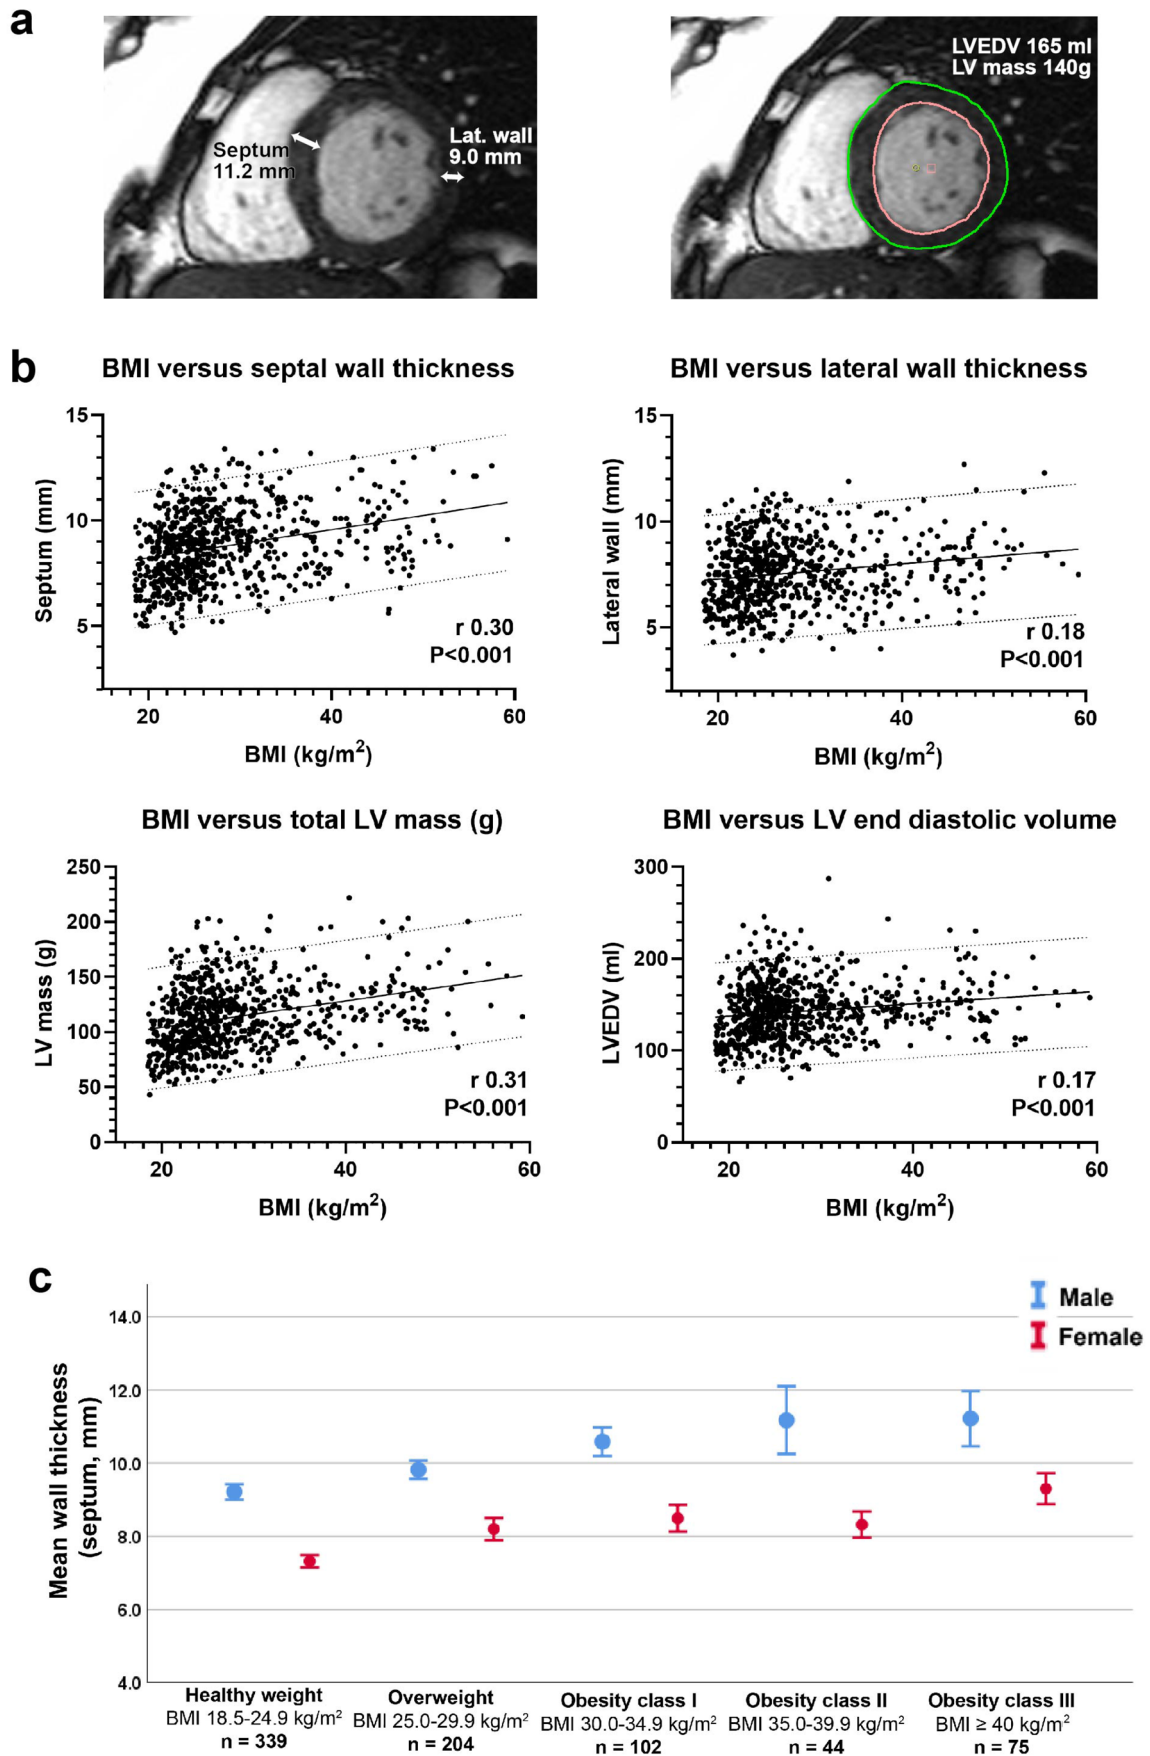 a
Septum
11.2 mm
Lat. wall
9.0 mm
LVEDV 165 ml
LV mass 140g
b
BMI versus septal wall thickness
Septum (mm)
15
10
5
20 40 60
BMI (kg/m²)
r 0.30
P<0.001
BMI versus lateral wall thickness
Lateral wall (mm)
15
10
5
20 40 60
BMI (kg/m²)
r 0.18
P<0.001
BMI versus total LV mass (g)
LV mass (g)
250
200
150
100
50
0
20 40 60
BMI (kg/m²)
r 0.31
P<0.001
BMI versus LV end diastolic volume
LVEDV (ml)
300
200
100
0
20 40 60
BMI (kg/m²)
r 0.17
P<0.001
c
Male
Female
Mean wall thickness
(septum, mm)
14.0
12.0
10.0
8.0
6.0
4.0
Healthy weight
BMI 18.5-24.9 kg/m²
n = 339
Overweight
BMI 25.0-29.9 kg/m²
n = 204
Obesity class I
BMI 30.0-34.9 kg/m²
n = 102
Obesity class II
BMI 35.0-39.9 kg/m²
n = 44
Obesity class III
BMI ≥ 40 kg/m²
n = 75